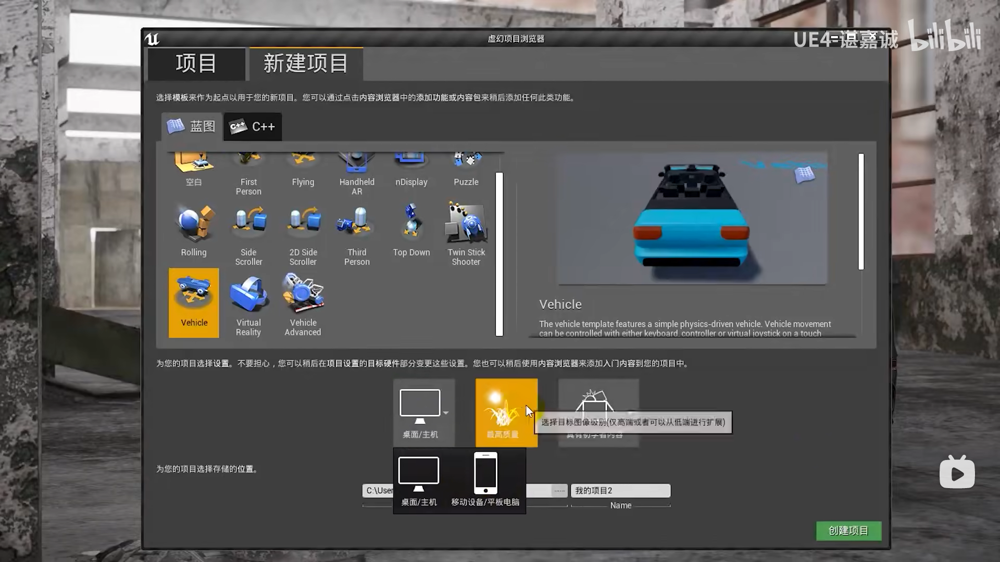 虚幻项目浏览器
UE4-谌嘉诚 bilibili
项目
新建项目
选择模板来作为起点以用于您的新项目。您可以通过点击内容浏览器中的添加功能或内容包来稍后添加任何此类功能。
蓝图
C++
C++
空白
First
Person
Flying
Handheld
AR
nDisplay
Puzzle
Rolling
Side
Scroller
2D Side
Scroller
Third
Person
Top Down
Twin Stick
Shooter
Vehicle
Virtual
Reality
Vehicle
Advanced
Vehicle
The vehicle template features a simple physics-driven vehicle. Vehicle movement
can be controlled with either keyboard, controller or virtual joystick on a touch
为您的项目选择设置。不要担心，您可以稍后在项目设置的目标硬件部分变更这些设置。您也可以稍后使用内容浏览器来添加入门内容到您的项目中。
桌面/主机
最高质量
选择目标图像级别(仅高端或者可以从低端进行扩展)
具有初学者内容
为您的项目选择存储的位置。
C:\User
桌面/主机
移动设备/平板电脑
我的项目2
Name
创建项目